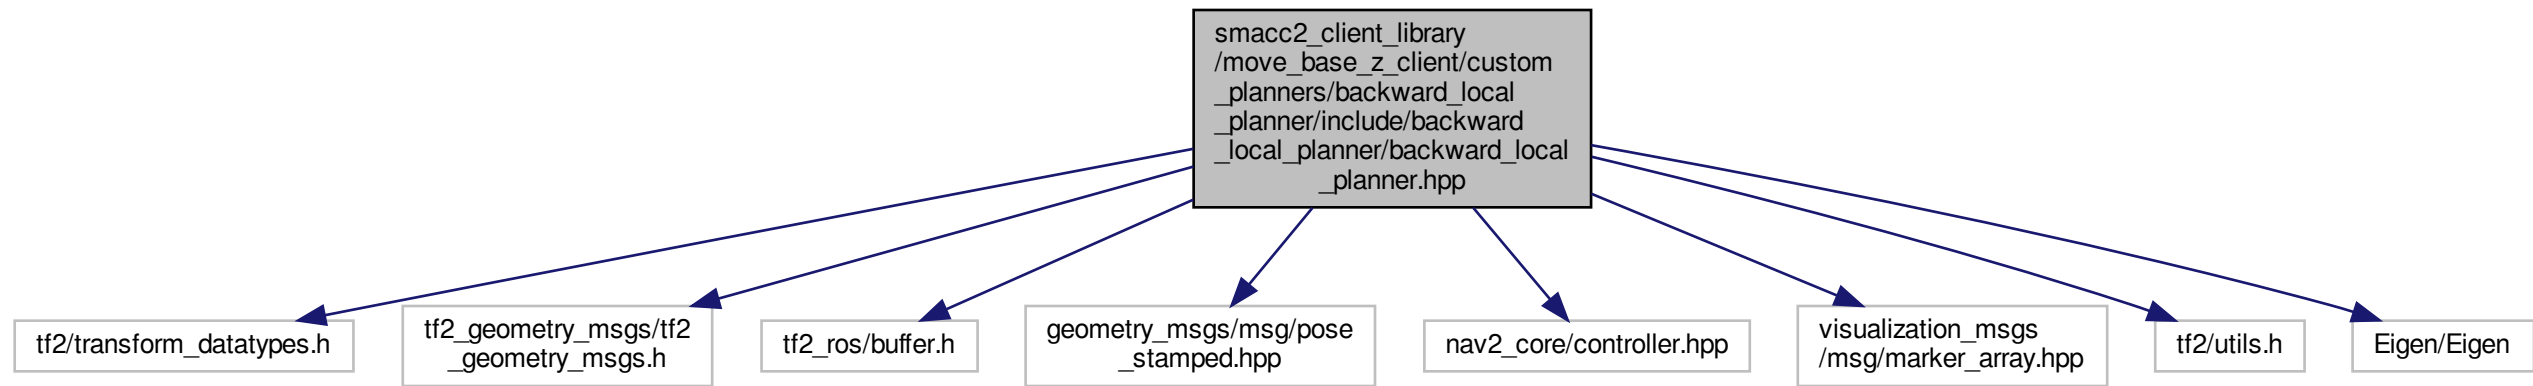 smacc2_client_library
/move_base_z_client/custom
_planners/backward_local
_planner/include/backward
_local_planner/backward_local
_planner.hpp
tf2/transform_datatypes.h
tf2_geometry_msgs/tf2
_geometry_msgs.h
tf2_ros/buffer.h
geometry_msgs/msg/pose
_stamped.hpp
nav2_core/controller.hpp
visualization_msgs
/msg/marker_array.hpp
tf2/utils.h
Eigen/Eigen